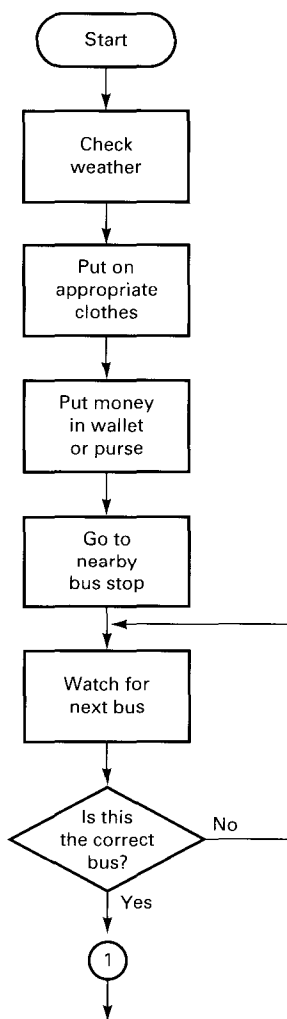 Start
Check
weather
Put on
appropriate
clothes
Put money
in wallet
or purse
Go to
nearby
bus stop
Watch for
next bus
Is this
the correct
bus?
No
Yes
1